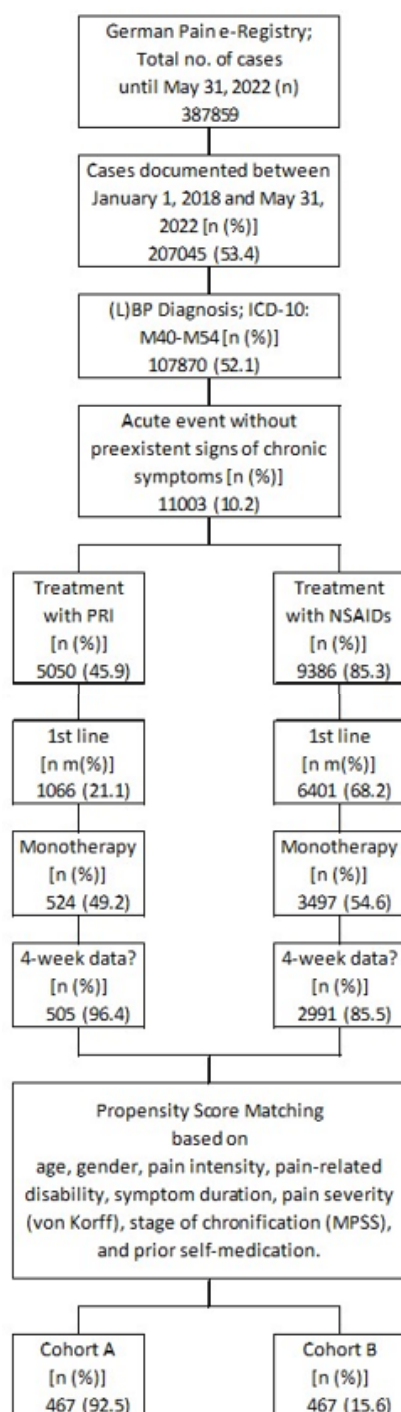 German Pain e-Registry;
Total no. of cases
until May 31, 2022 (n)
387859
Cases documented between
January 1, 2018 and May 31,
2022 [n (%)]
207045 (53.4)
(L)BP Diagnosis; ICD-10:
M40-M54 [n (%)]
107870 (52.1)
Acute event without
preexistent signs of chronic
symptoms [n (%)]
11003 (10.2)
Treatment
with PRI
[n (%)]
5050 (45.9)
Treatment
with NSAIDs
[n (%)]
9386 (85.3)
1st line
[n m(%)]
1066 (21.1)
1st line
[n (%)]
6401 (68.2)
Monotherapy
[n (%)]
524 (49.2)
Monotherapy
[n (%)]
3497 (54.6)
4-week data?
[n (%)]
505 (96.4)
4-week data?
[n (%)]
2991 (85.5)
Propensity Score Matching
based on
age, gender, pain intensity, pain-related
disability, symptom duration, pain severity
(von Korff), stage of chronification (MPSS),
and prior self-medication.
Cohort A
[n (%)]
467 (92.5)
Cohort B
[n (%)]
467 (15.6)